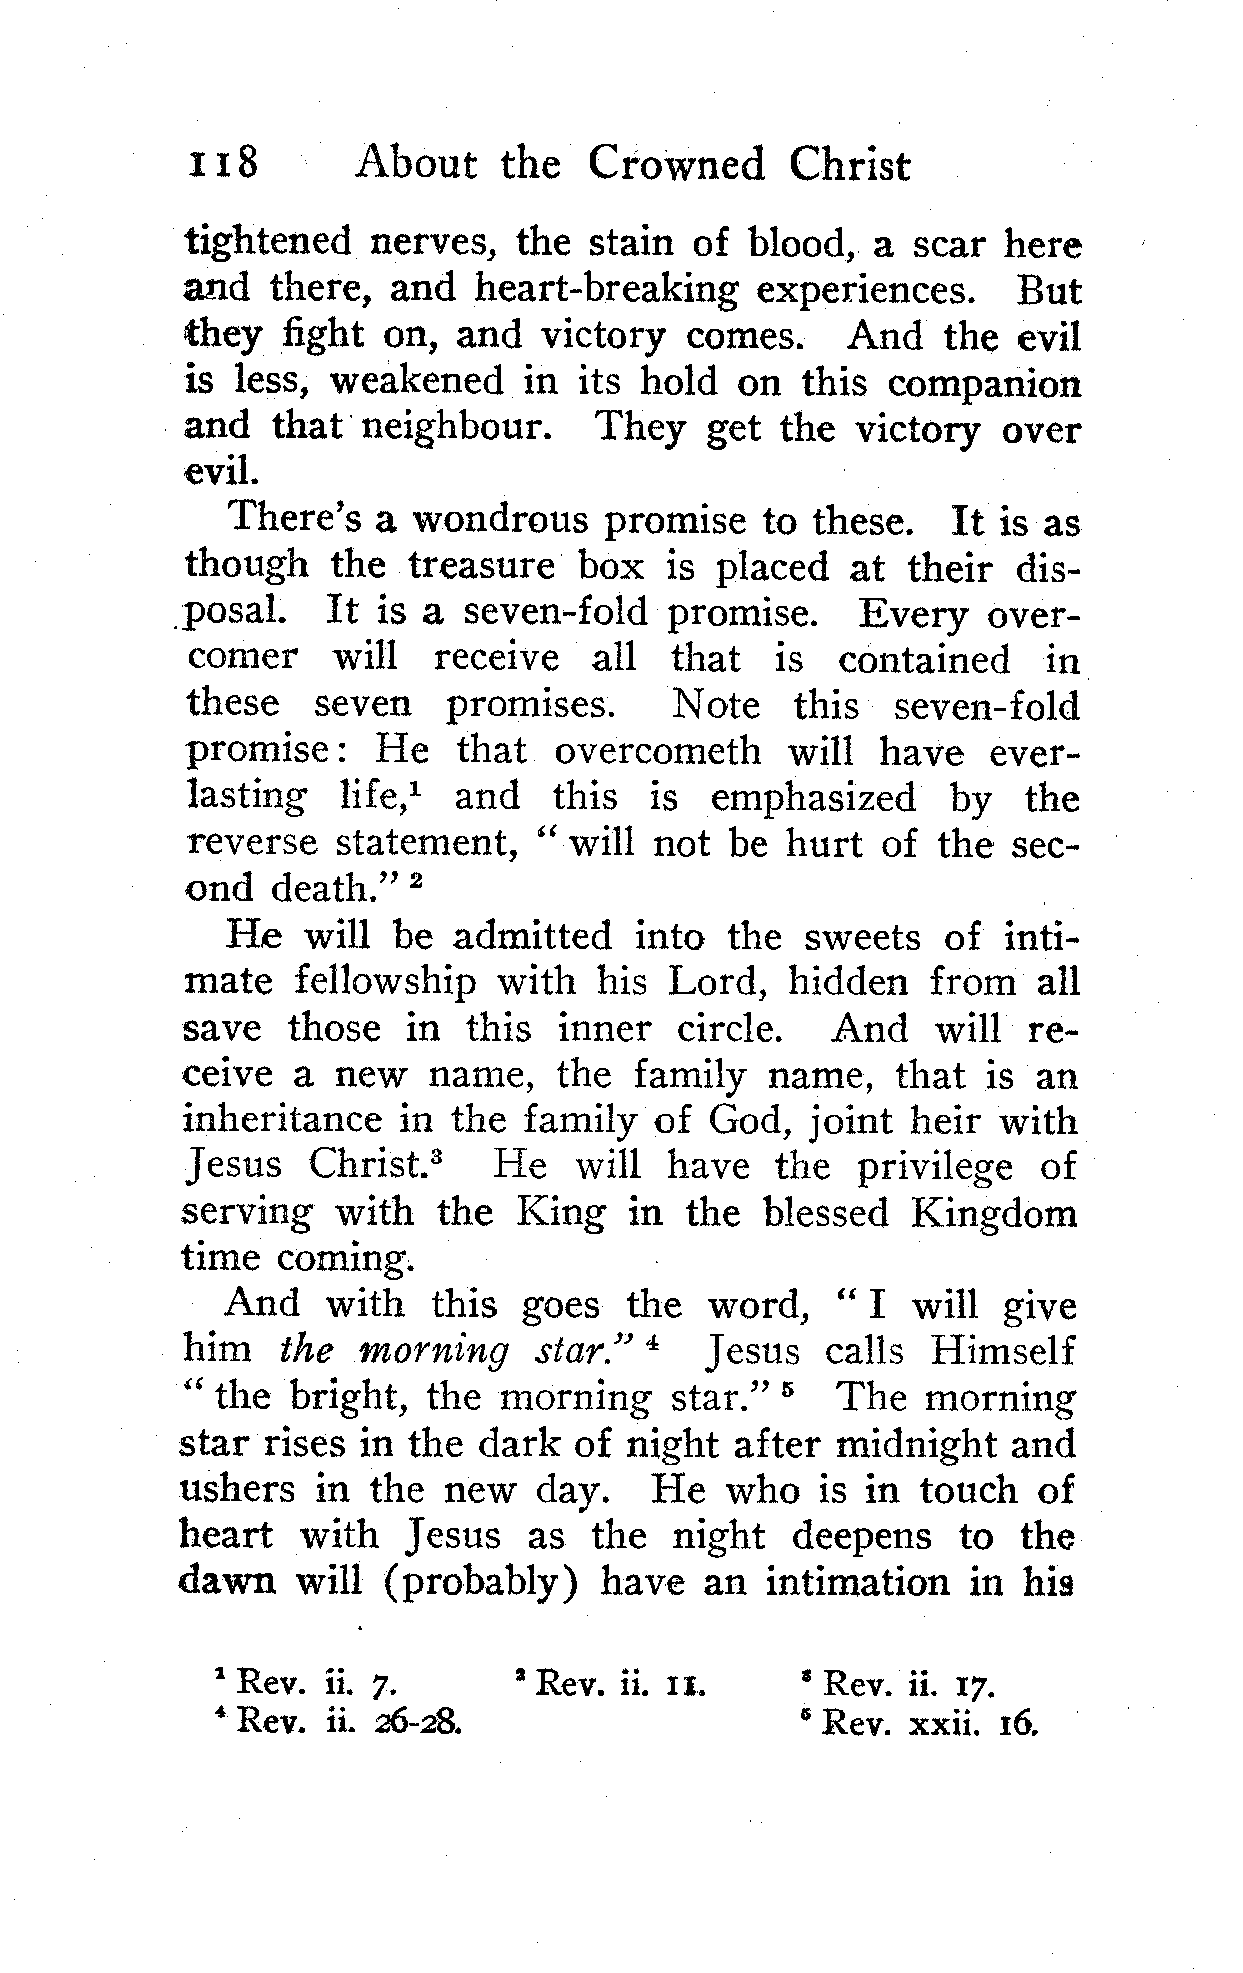 118 About the Crowned Christ
tightened nerves, the stain of blood, a scar here
and there, and heart-breaking experiences. But
they fight on, and victory comes. And the evil
is less, weakened in its hold on this companion
and that neighbour. They get the victory over
evil.
There's a wondrous promise to these. It is as
though the treasure box is placed at their dis-
posal. It is a seven-fold promise. Every over-
comer will receive all that is contained in
these seven promises. Note this seven-fold
promise: He that overcometh will have ever-
lasting life,¹ and this is emphasized by the
reverse statement, “ will not be hurt of the sec-
ond death.” ²
He will be admitted into the sweets of inti-
mate fellowship with his Lord, hidden from all
save those in this inner circle. And will re-
ceive a new name, the family name, that is an
inheritance in the family of God, joint heir with
Jesus Christ.³ He will have the privilege of
serving with the King in the blessed Kingdom
time coming.
And with this goes the word, “ I will give
him the morning star.” ⁴ Jesus calls Himself
“ the bright, the morning star.” ⁵ The morning
star rises in the dark of night after midnight and
ushers in the new day. He who is in touch of
heart with Jesus as the night deepens to the
dawn will (probably) have an intimation in his
¹ Rev. ii. 7. ² Rev. ii. 11. ³ Rev. ii. 17.
⁴ Rev. ii. 26-28. ⁵ Rev. xxii. 16.